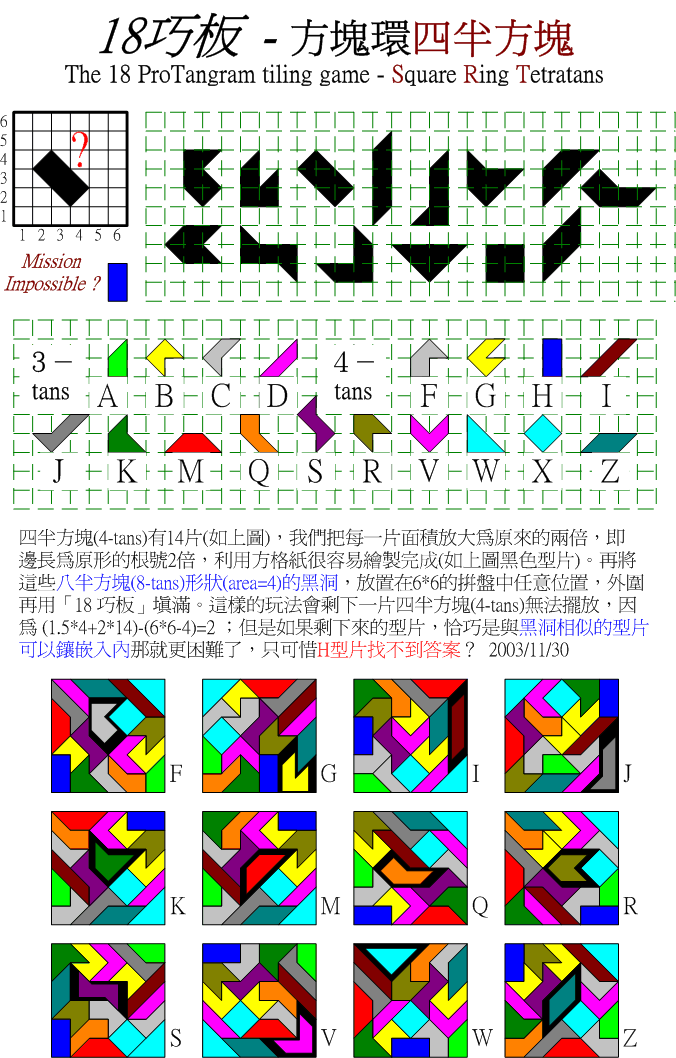 18巧板 - 方塊環四半方塊
The 18 ProTangram tiling game - Square Ring Tetratans
6
5
4
3
2
1
?
1 2 3 4 5 6
Mission
Impossible ?
3－
tans
A B C D
4－
tans
F G H I
J K M Q S R V W X Z
四半方塊(4-tans)有14片(如上圖)，我們把每一片面積放大為原來的兩倍，即
邊長為原形的根號2倍，利用方格紙很容易繪製完成(如上圖黑色型片)。再將
這些八半方塊(8-tans)形狀(area=4)的黑洞，放置在6*6的拼盤中任意位置，外圍
再用「18 巧板」填滿。這樣的玩法會剩下一片四半方塊(4-tans)無法擺放，因
為 (1.5*4+2*14)-(6*6-4)=2 ；但是如果剩下來的型片，恰巧是與黑洞相似的型片
可以鑲嵌入內那就更困難了，只可惜H型片找不到答案？ 2003/11/30
F G I J
K M Q R
S V W Z